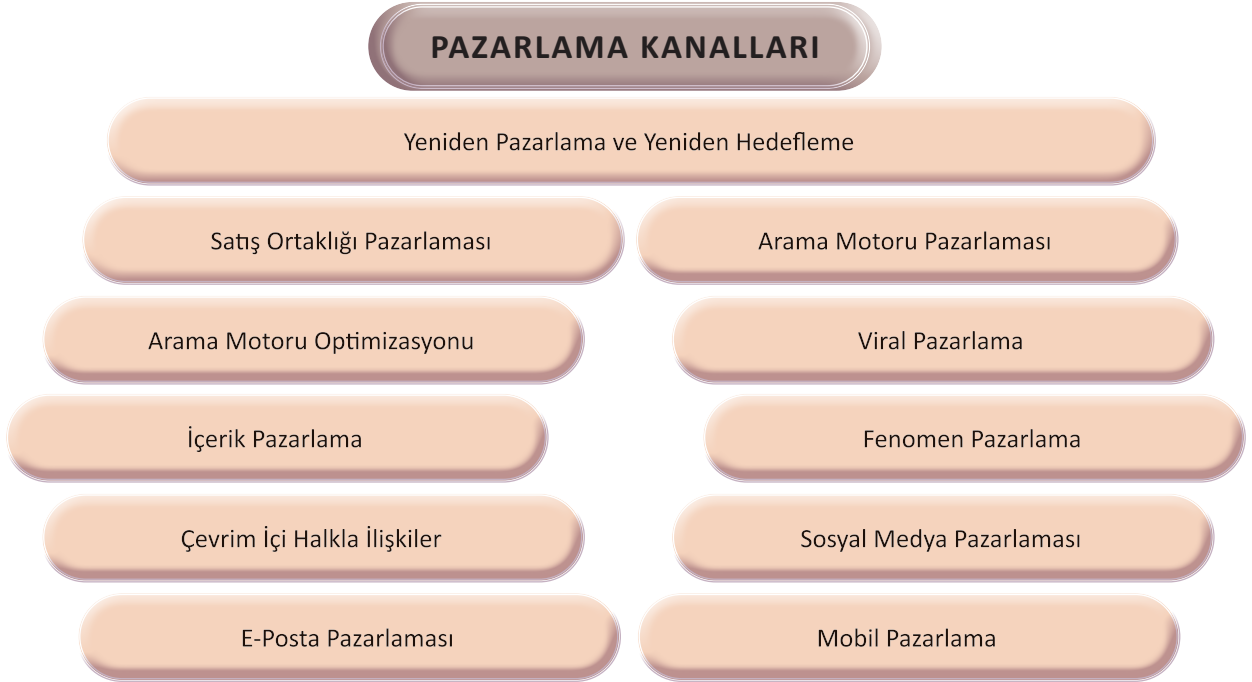 PAZARLAMA KANALLARI
Yeniden Pazarlama ve Yeniden Hedefleme
Satış Ortaklığı Pazarlaması
Arama Motoru Pazarlaması
Arama Motoru Optimizasyonu
Viral Pazarlama
İçerik Pazarlama
Fenomen Pazarlama
Çevrim İçi Halkla İlişkiler
Sosyal Medya Pazarlaması
E-Posta Pazarlaması
Mobil Pazarlama